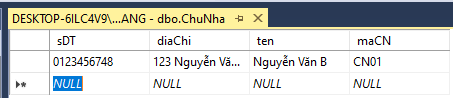 DESKTOP-6ILC4V9\...ANG - dbo.ChuNha
sDT diaChi ten maCN
0123456748 123 Nguyễn Vă... Nguyễn Văn B CN01
NULL NULL NULL NULL